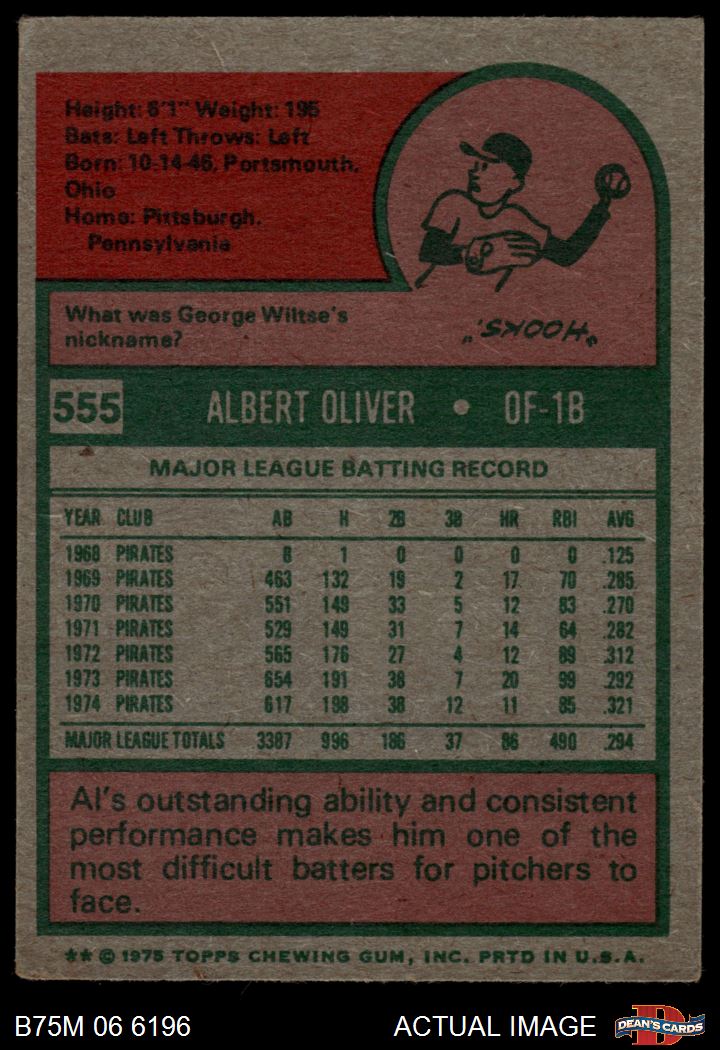 Height: 6'1" Weight: 195
Bats: Left Throws: Left
Born: 10-14-46, Portsmouth,
Ohio
Home: Pittsburgh,
Pennsylvania
What was George Wiltse's
nickname?
"HOOKS."
555 ALBERT OLIVER • OF-1B
MAJOR LEAGUE BATTING RECORD
YEAR CLUB AB H 2B 3B HR RBI AVG
1968 PIRATES 8 1 0 0 0 0 .125
1969 PIRATES 463 132 19 2 17 70 .285
1970 PIRATES 551 149 33 5 12 83 .270
1971 PIRATES 529 149 31 7 14 64 .282
1972 PIRATES 565 176 27 4 12 89 .312
1973 PIRATES 654 191 38 7 20 99 .292
1974 PIRATES 617 198 38 12 11 85 .321
MAJOR LEAGUE TOTALS 3387 996 186 37 86 490 .294
Al's outstanding ability and consistent
performance makes him one of the
most difficult batters for pitchers to
face.
** © 1975 TOPPS CHEWING GUM, INC. PRTD IN U.S.A.
B75M 06 6196 ACTUAL IMAGE DEAN'S CARDS